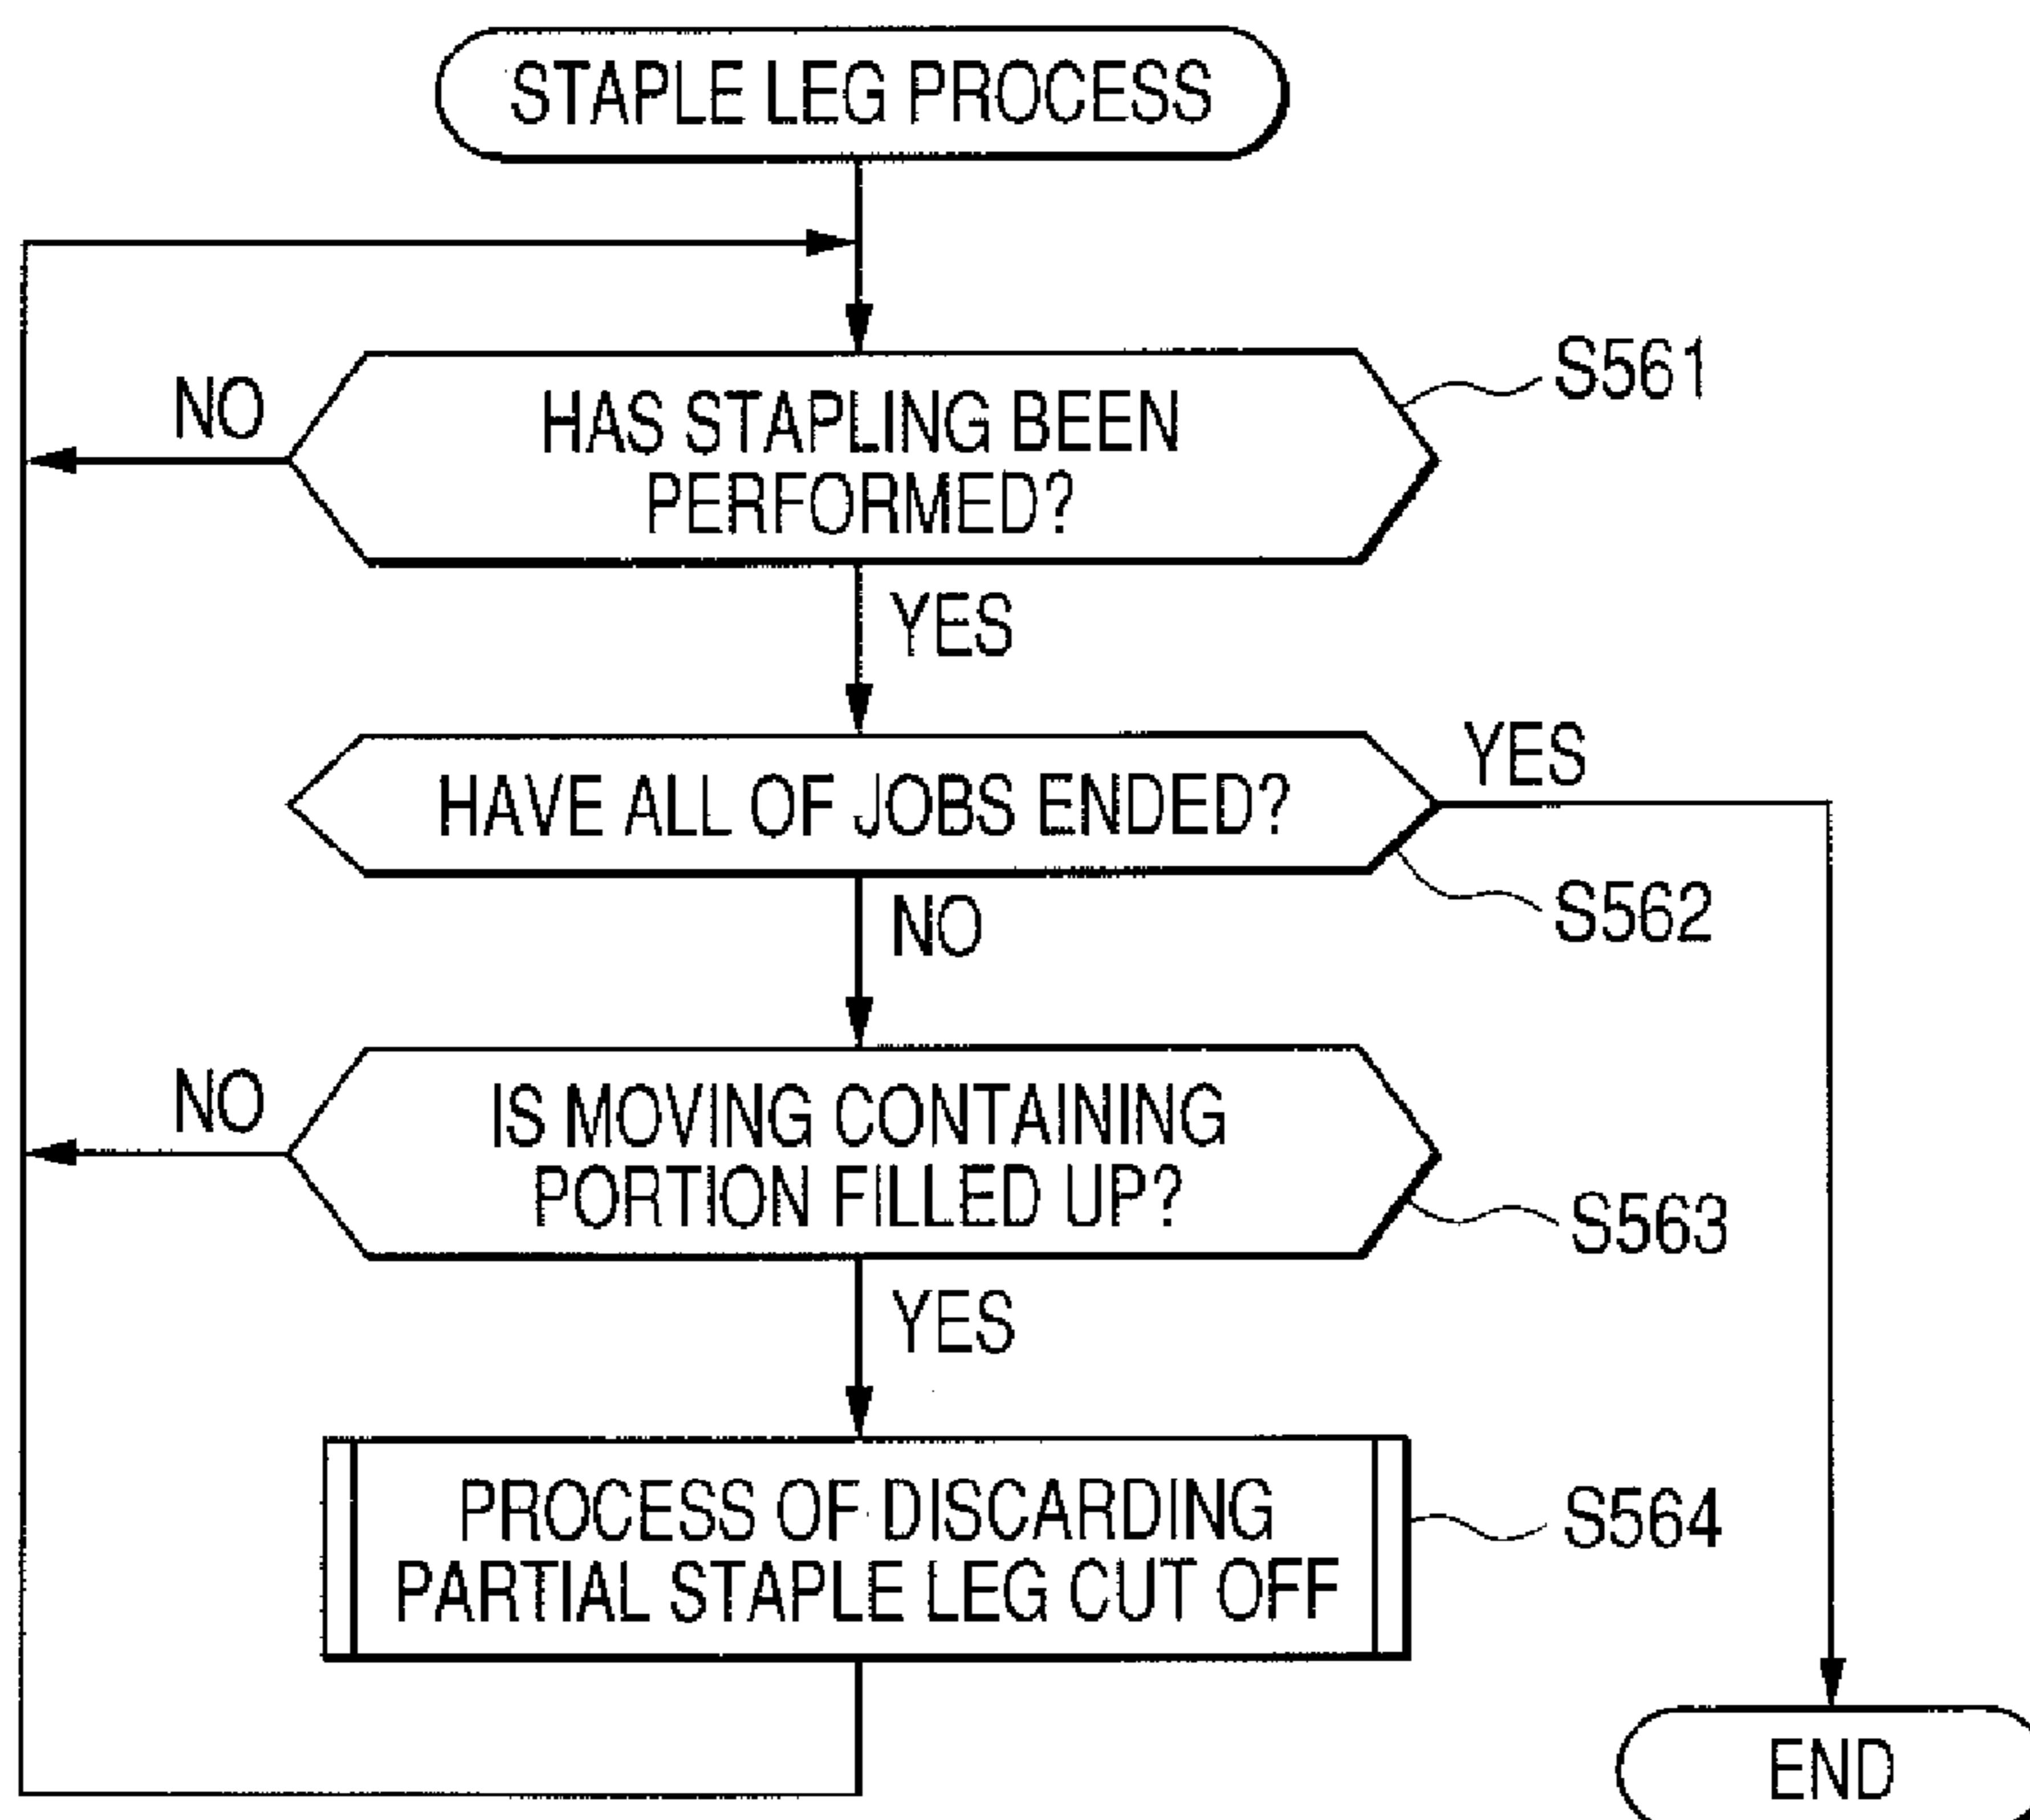 STAPLE LEG PROCESS
NO
HAS STAPLING BEEN
PERFORMED?
S561
YES
HAVE ALL OF JOBS ENDED?
YES
S562
NO
NO
IS MOVING CONTAINING
PORTION FILLED UP?
S563
YES
PROCESS OF DISCARDING
PARTIAL STAPLE LEG CUT OFF
S564
END